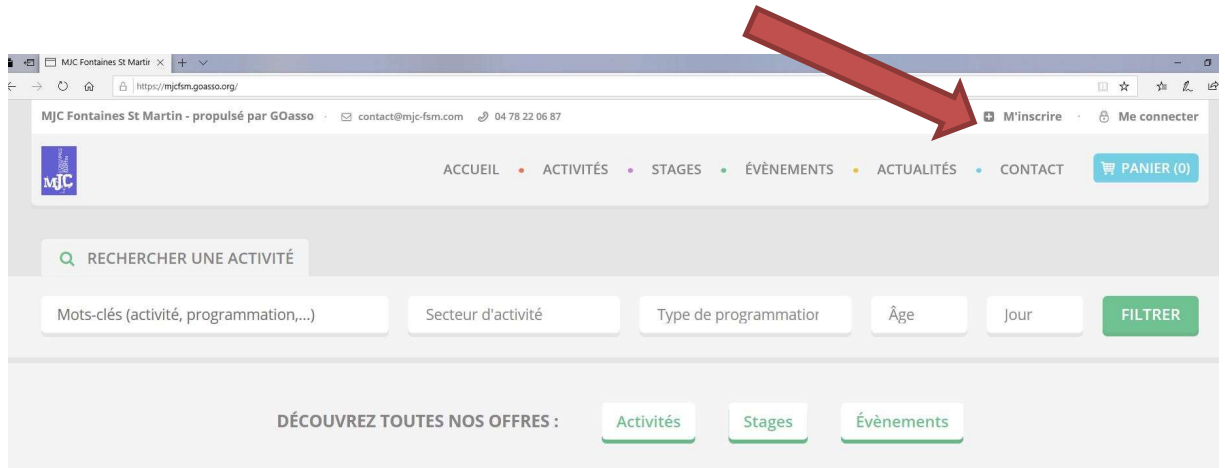 MJC Fontaines St Martir
https://mjcfsm.goasso.org/
MJC Fontaines St Martin - propulsé par GOasso · contact@mjc-fsm.com 04 78 22 06 87 M'inscrire · Me connecter
MJC
ACCUEIL • ACTIVITÉS • STAGES • ÉVÈNEMENTS • ACTUALITÉS • CONTACT PANIER (0)
RECHERCHER UNE ACTIVITÉ
Mots-clés (activité, programmation,...) Secteur d'activité Type de programmatior Âge Jour FILTRER
DÉCOUVREZ TOUTES NOS OFFRES : Activités Stages Évènements